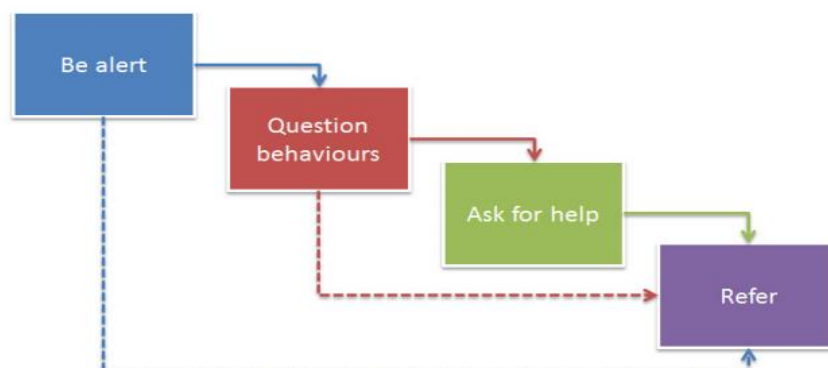 Be alert
Question
behaviours
Ask for help
Refer